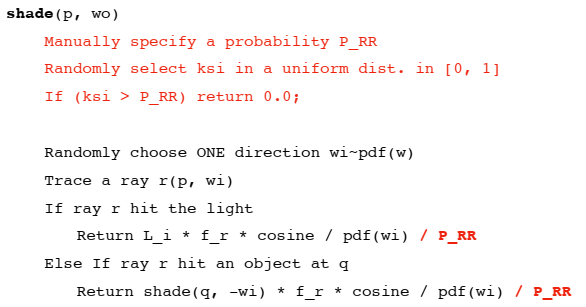 shade(p, wo)
Manually specify a probability P_RR
Randomly select ksi in a uniform dist. in [0, 1]
If (ksi > P_RR) return 0.0;
Randomly choose ONE direction wi~pdf(w)
Trace a ray r(p, wi)
If ray r hit the light
Return L_i * f_r * cosine / pdf(wi) / P_RR
Else If ray r hit an object at q
Return shade(q, -wi) * f_r * cosine / pdf(wi) / P_RR